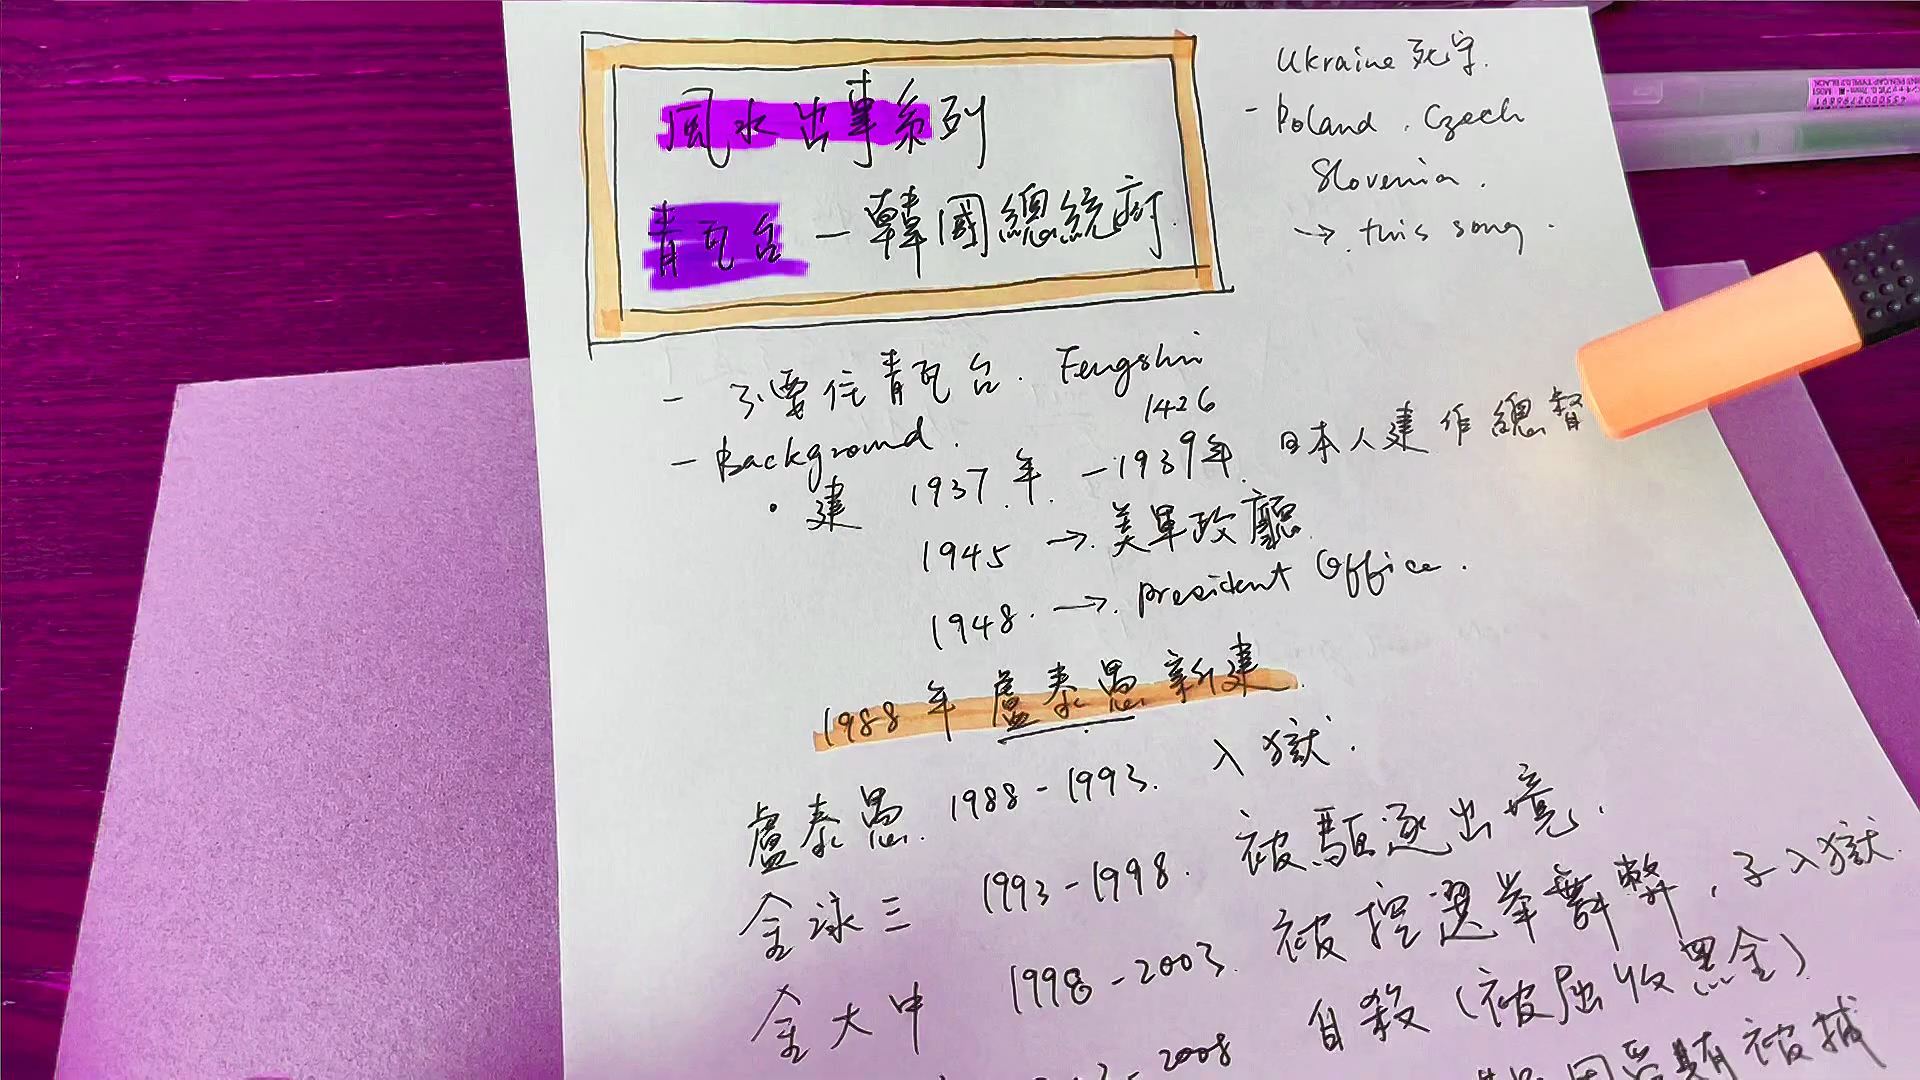 風水出事系列
青瓦台 - 韓國總統府
Ukraine 死守.
- Poland, Czech
Slovenia.
→ this song.
- 不要住青瓦台. Fengshui
1426
- Background.
• 建 1937年 - 1939年. 日本人建作總督
1945 → 美軍政廳.
1948. → president Office.
1988年 盧泰愚新建.
盧泰愚. 1988 - 1993. 入獄.
金泳三 1993 - 1998. 被驅逐出境.
金大中 1998 - 2003. 被控選舉舞弊, 子入獄.
2008 自殺 (被屈收黑金)
被捕